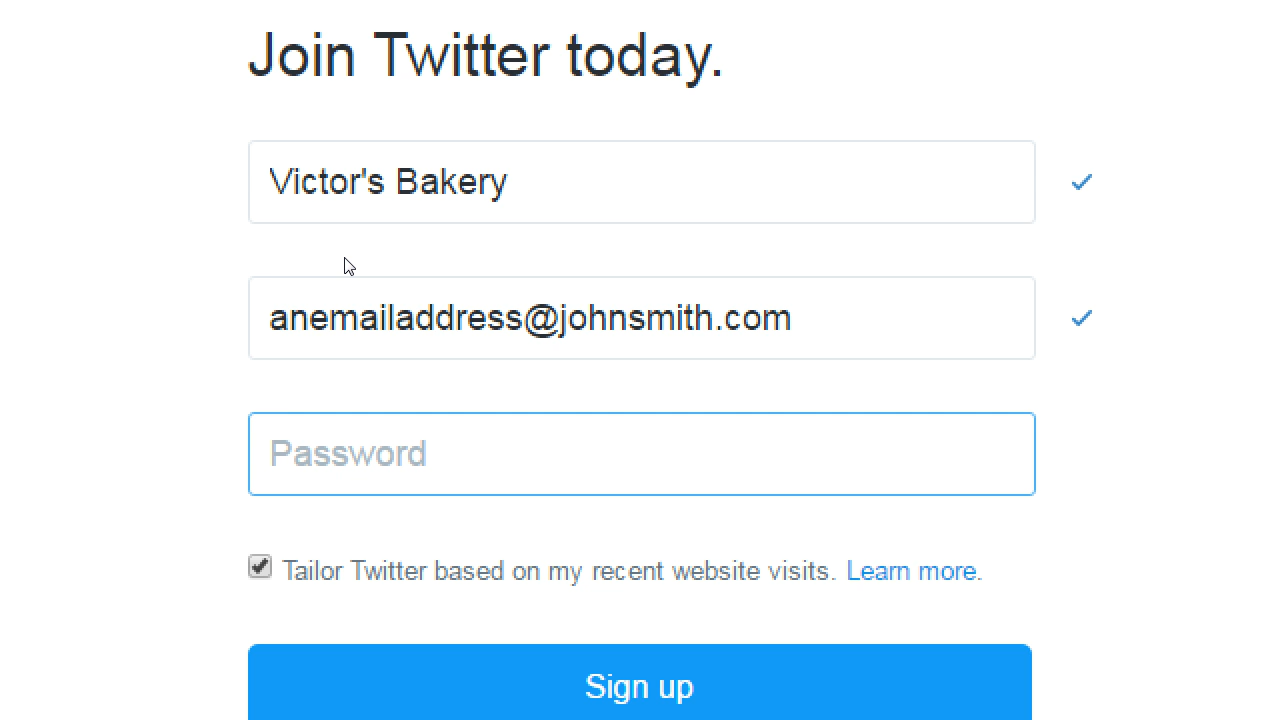 Join Twitter today.
Victor's Bakery
anemailaddress@johnsmith.com
Password
Tailor Twitter based on my recent website visits. Learn more.
Sign up